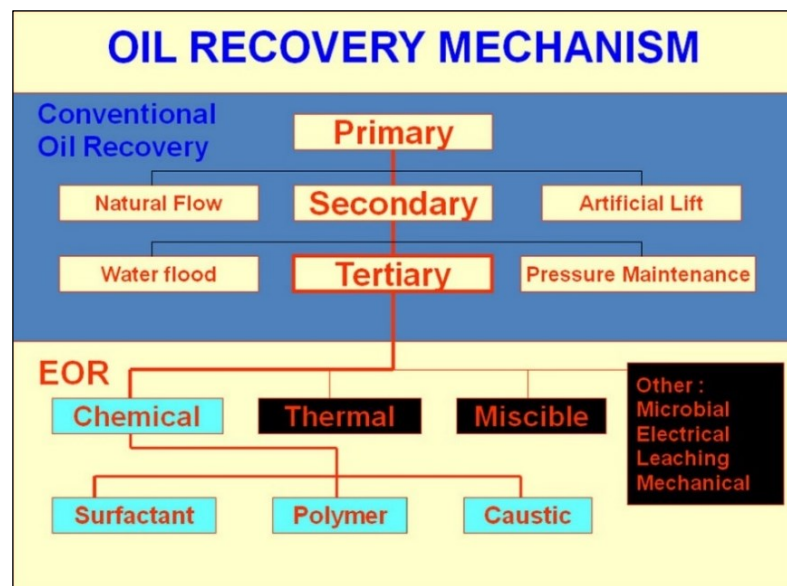 OIL RECOVERY MECHANISM
Conventional
Oil Recovery
Primary
Natural Flow
Secondary
Artificial Lift
Water flood
Tertiary
Pressure Maintenance
EOR
Chemical
Thermal
Miscible
Other :
Microbial
Electrical
Leaching
Mechanical
Surfactant
Polymer
Caustic